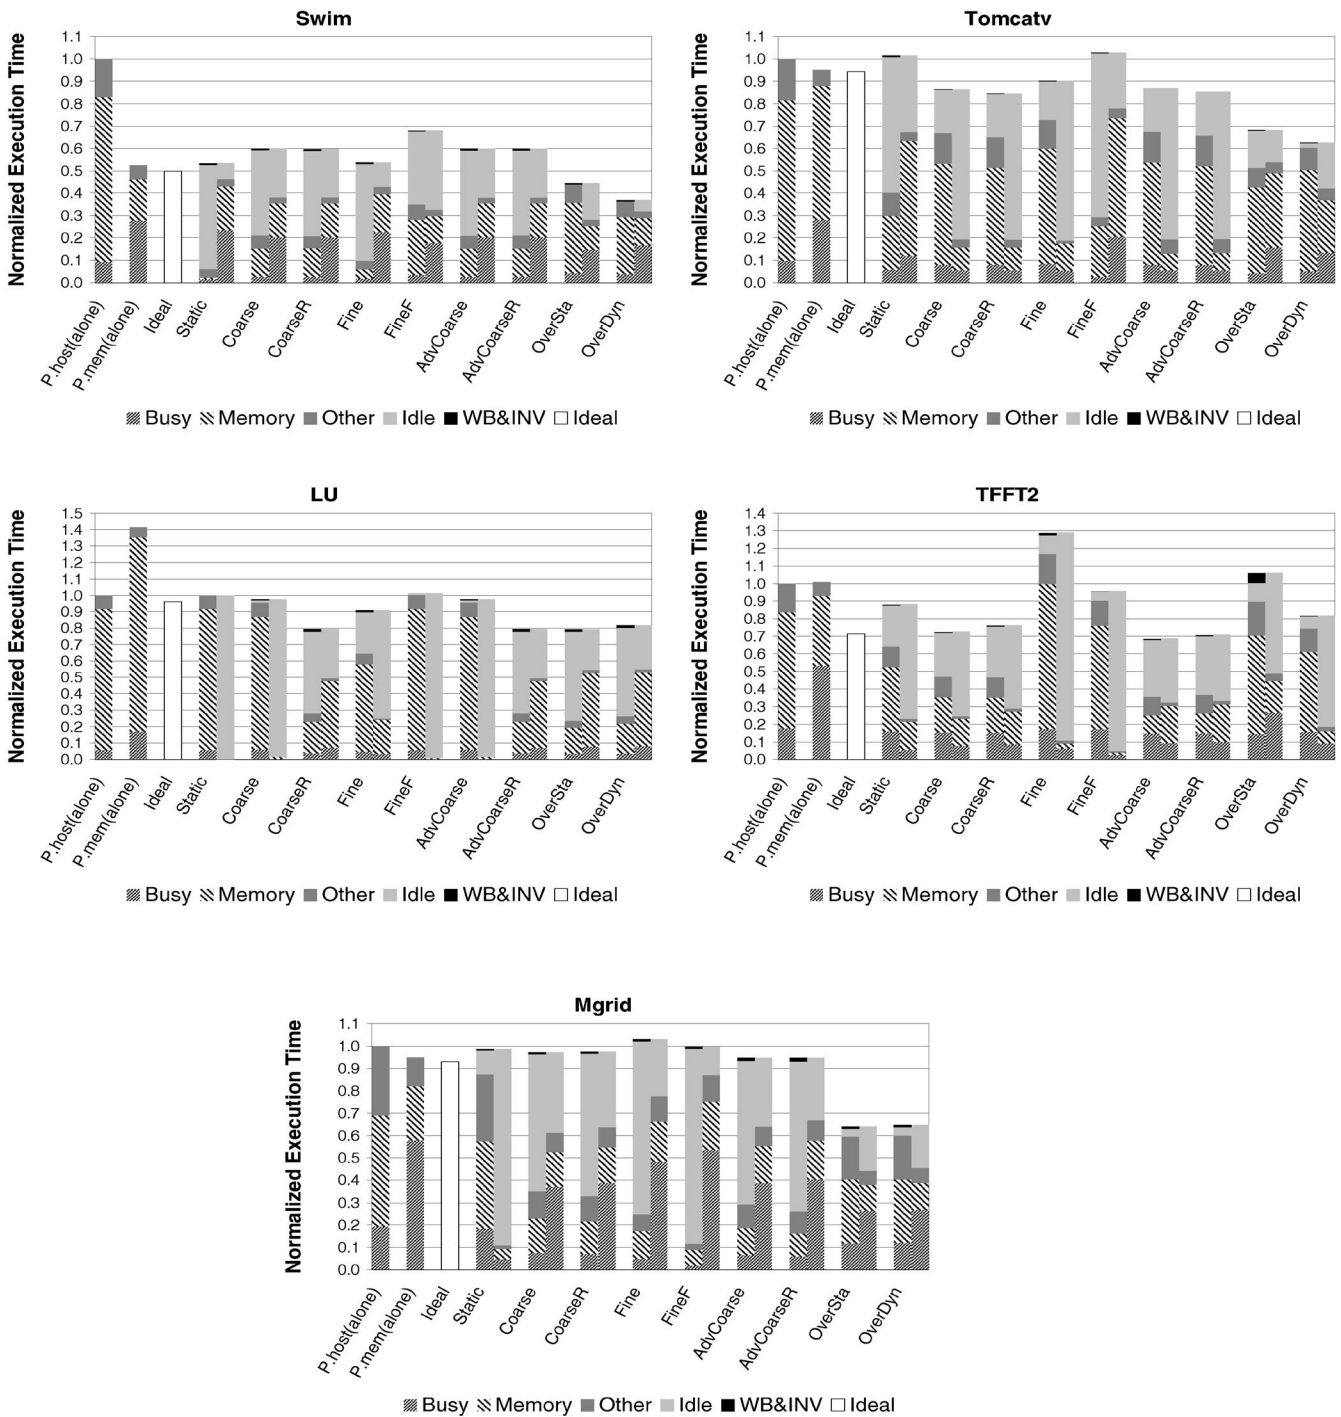 Swim
Normalized Execution Time
1.1
1.0
0.9
0.8
0.7
0.6
0.5
0.4
0.3
0.2
0.1
0.0
P.host(alone)
P.mem(alone)
Ideal
Static
Coarse
CoarseR
Fine
FineF
AdvCoarse
AdvCoarseR
OverSta
OverDyn
Busy Memory Other Idle WB&INV Ideal
Tomcatv
Normalized Execution Time
1.1
1.0
0.9
0.8
0.7
0.6
0.5
0.4
0.3
0.2
0.1
0.0
P.host(alone)
P.mem(alone)
Ideal
Static
Coarse
CoarseR
Fine
FineF
AdvCoarse
AdvCoarseR
OverSta
OverDyn
Busy Memory Other Idle WB&INV Ideal
LU
Normalized Execution Time
1.5
1.4
1.3
1.2
1.1
1.0
0.9
0.8
0.7
0.6
0.5
0.4
0.3
0.2
0.1
0.0
P.host(alone)
P.mem(alone)
Ideal
Static
Coarse
CoarseR
Fine
FineF
AdvCoarse
AdvCoarseR
OverSta
OverDyn
Busy Memory Other Idle WB&INV Ideal
TFFT2
Normalized Execution Time
1.4
1.3
1.2
1.1
1.0
0.9
0.8
0.7
0.6
0.5
0.4
0.3
0.2
0.1
0.0
P.host(alone)
P.mem(alone)
Ideal
Static
Coarse
CoarseR
Fine
FineF
AdvCoarse
AdvCoarseR
OverSta
OverDyn
Busy Memory Other Idle WB&INV Ideal
Mgrid
Normalized Execution Time
1.1
1.0
0.9
0.8
0.7
0.6
0.5
0.4
0.3
0.2
0.1
0.0
P.host(alone)
P.mem(alone)
Ideal
Static
Coarse
CoarseR
Fine
FineF
AdvCoarse
AdvCoarseR
OverSta
OverDyn
Busy Memory Other Idle WB&INV Ideal